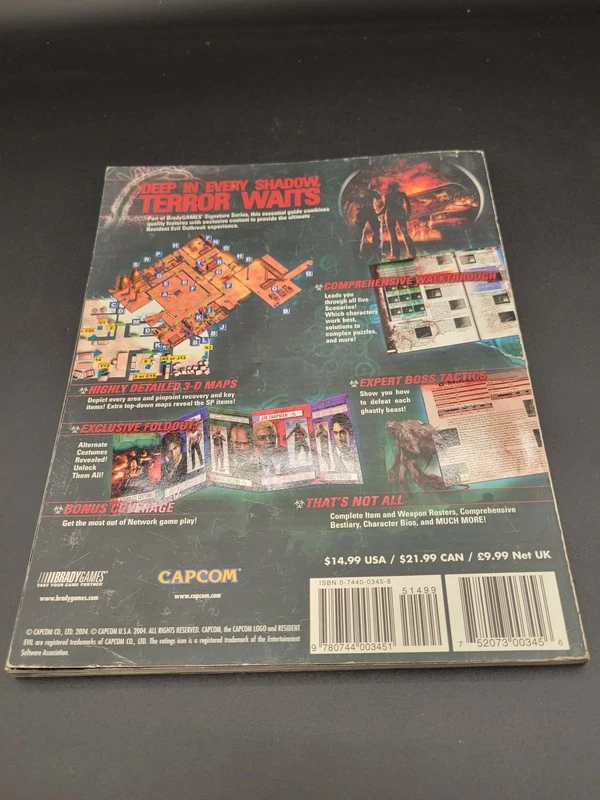 DEEP IN EVERY SHADOW,
TERROR WAITS
Part of BradyGAMES' Signature Series, this essential guide combines
quality features with exclusive content to provide the ultimate
Resident Evil Outbreak experience.
COMPREHENSIVE WALKTHROUGH
Leads you
through all five
Scenarios!
Which characters
work best,
solutions to
complex puzzles,
and more!
HIGHLY DETAILED 3-D MAPS
Depict every area and pinpoint recovery and key
items! Extra top-down maps reveal the SP items!
EXPERT BOSS TACTICS
Show you how
to defeat each
ghastly beast!
EXCLUSIVE FOLDOUT!
Alternate
Costumes
Revealed!
Unlock
Them All!
BONUS COVERAGE
Get the most out of Network game play!
THAT'S NOT ALL
Complete Item and Weapon Rosters, Comprehensive
Bestiary, Character Bios, and MUCH MORE!
$14.99 USA / $21.99 CAN / £9.99 Net UK
BRADYGAMES
TAKE YOUR GAME FURTHER
www.bradygames.com
CAPCOM
www.capcom.com
ISBN 0-7440-0345-8
51499
9 780744 003451
7 52073 00345 6
© CAPCOM CO., LTD. 2004. © CAPCOM U.S.A. 2004. ALL RIGHTS RESERVED. CAPCOM, the CAPCOM LOGO and RESIDENT
EVIL are registered trademarks of CAPCOM CO., LTD. The ratings icon is a registered trademark of the Entertainment
Software Association.